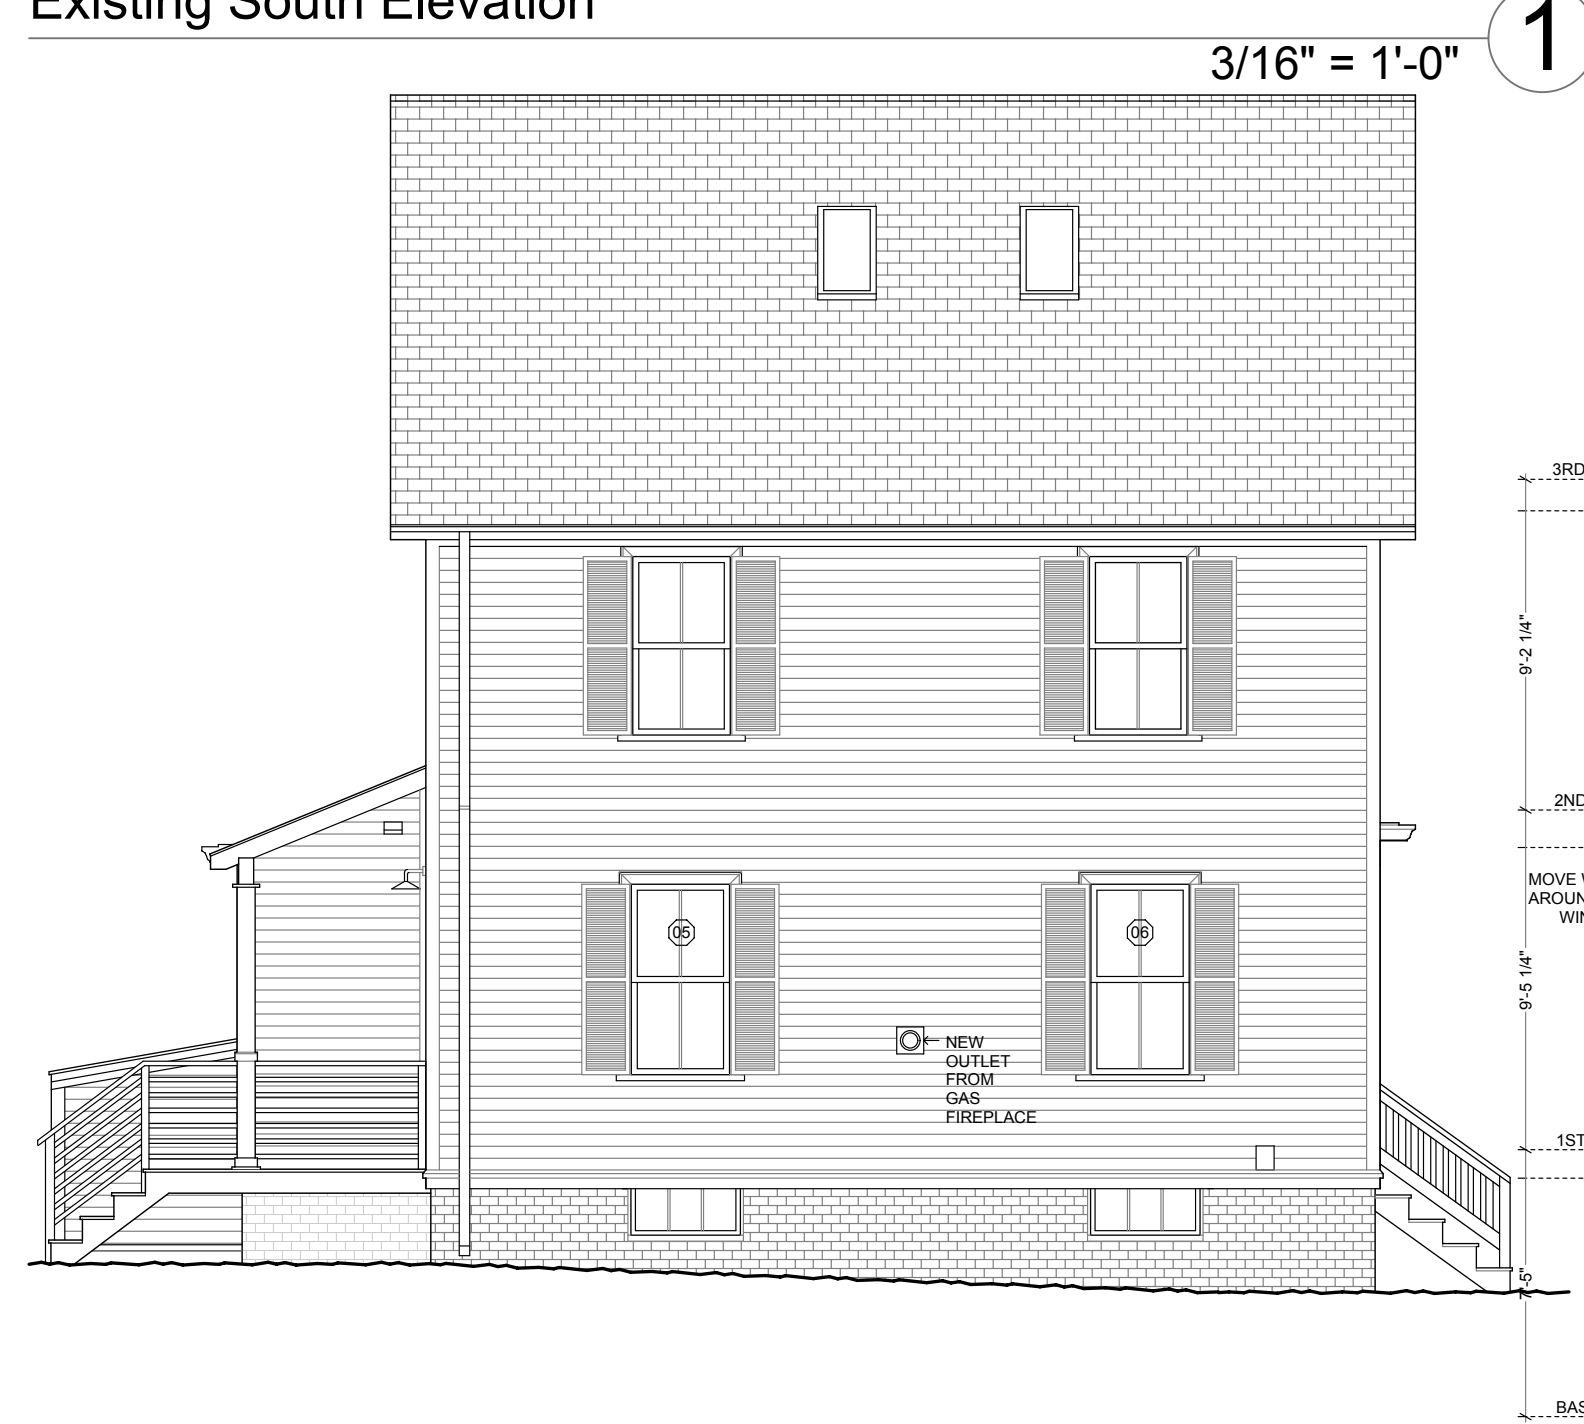 Existing South Elevation
1
3/16" = 1'-0"
3RD
9'-2 1/4"
2ND
MOVE
AROUN
WIN
05
06
9'-5 1/4"
NEW
OUTLET
FROM
GAS
FIREPLACE
1ST
7'-5"
BAS